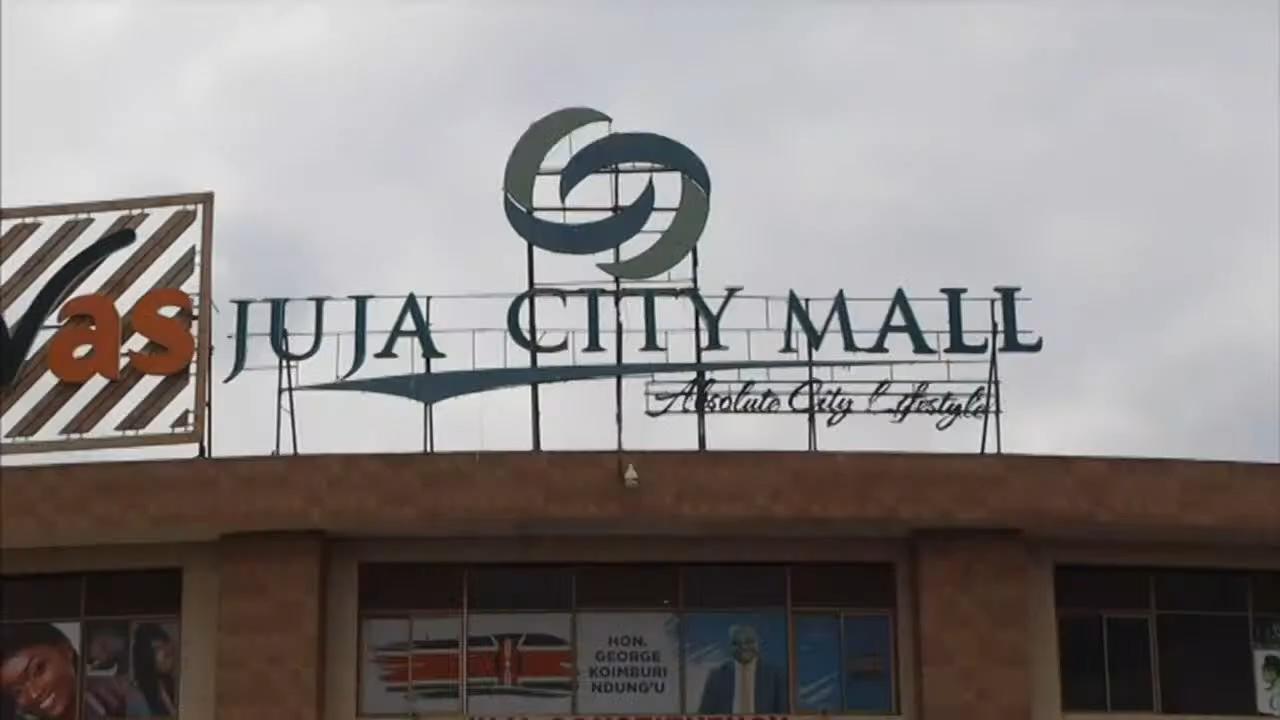 vas
JUJA CITY MALL
Absolute City Lifestyle
HON.
GEORGE
KOIMBURI
NDUNG'U